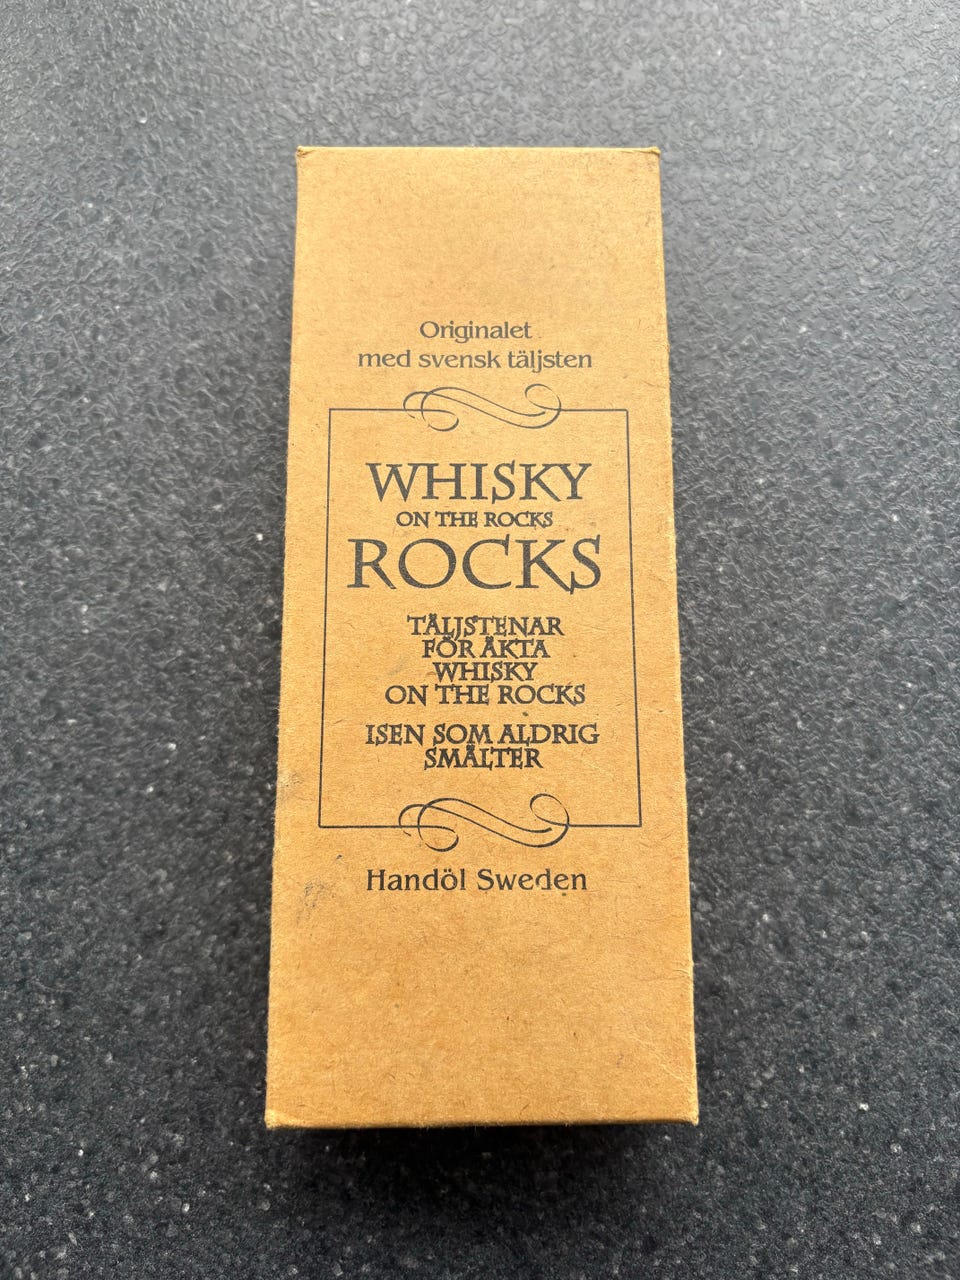 Originalet
med svensk täljsten
WHISKY
ON THE ROCKS
ROCKS
TÄLJSTENAR
FÖR ÄKTA
WHISKY
ON THE ROCKS
ISEN SOM ALDRIG
SMÄLTER
Handöl Sweden